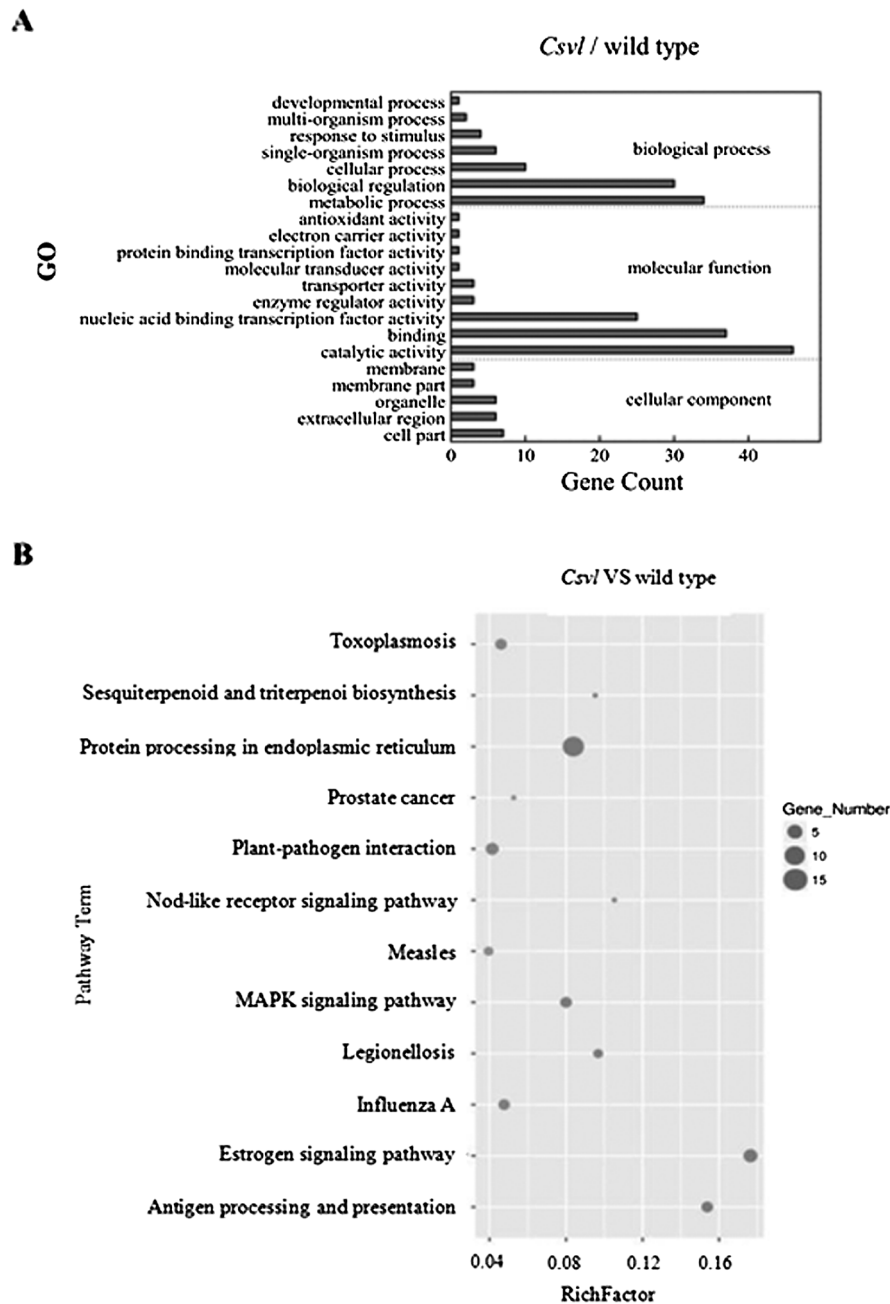 A
Csvl / wild type
developmental process
multi-organism process
response to stimulus
single-organism process
cellular process
biological regulation
metabolic process
antioxidant activity
electron carrier activity
protein binding transcription factor activity
molecular transducer activity
transporter activity
enzyme regulator activity
nucleic acid binding transcription factor activity
binding
catalytic activity
membrane
membrane part
organelle
extracellular region
cell part
biological process
molecular function
cellular component
GO
0 10 20 30 40
Gene Count
B
Csvl VS wild type
Toxoplasmosis
Sesquiterpenoid and triterpenoi biosynthesis
Protein processing in endoplasmic reticulum
Prostate cancer
Plant-pathogen interaction
Nod-like receptor signaling pathway
Measles
MAPK signaling pathway
Legionellosis
Influenza A
Estrogen signaling pathway
Antigen processing and presentation
Pathway Term
Gene_Number
5
10
15
0.04 0.08 0.12 0.16
RichFactor